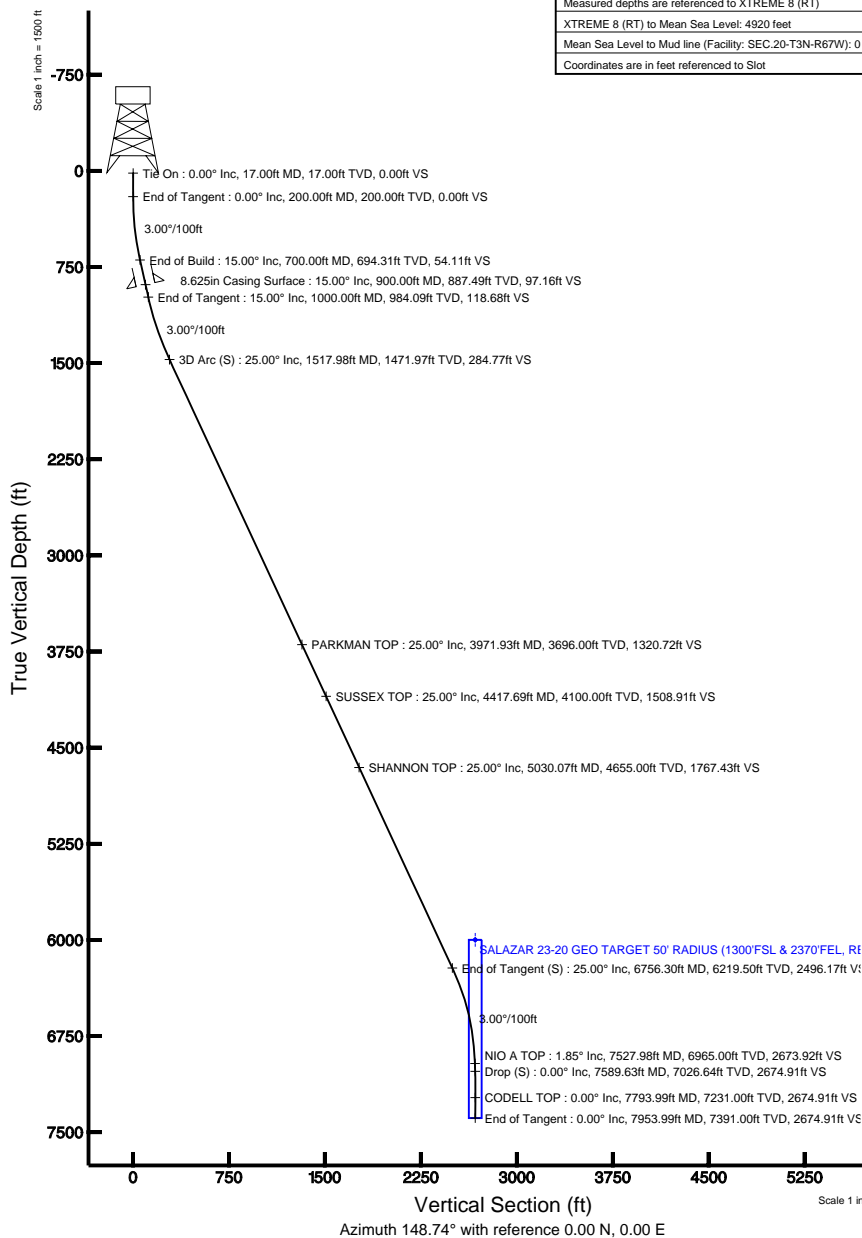 Measured depths are referenced to XTREME 8 (RT)
XTREME 8 (RT) to Mean Sea Level: 4920 feet
Mean Sea Level to Mud line (Facility: SEC.20-T3N-R67W): 0
Coordinates are in feet referenced to Slot
Scale 1 inch = 1500 ft
-750
0
Tie On : 0.00° Inc, 17.00ft MD, 17.00ft TVD, 0.00ft VS
End of Tangent : 0.00° Inc, 200.00ft MD, 200.00ft TVD, 0.00ft VS
3.00°/100ft
End of Build : 15.00° Inc, 700.00ft MD, 694.31ft TVD, 54.11ft VS
750
8.625in Casing Surface : 15.00° Inc, 900.00ft MD, 887.49ft TVD, 97.16ft VS
End of Tangent : 15.00° Inc, 1000.00ft MD, 984.09ft TVD, 118.68ft VS
3.00°/100ft
1500
3D Arc (S) : 25.00° Inc, 1517.98ft MD, 1471.97ft TVD, 284.77ft VS
2250
3000
True Vertical Depth (ft)
3750
PARKMAN TOP : 25.00° Inc, 3971.93ft MD, 3696.00ft TVD, 1320.72ft VS
SUSSEX TOP : 25.00° Inc, 4417.69ft MD, 4100.00ft TVD, 1508.91ft VS
4500
SHANNON TOP : 25.00° Inc, 5030.07ft MD, 4655.00ft TVD, 1767.43ft VS
5250
6000
SALAZAR 23-20 GEO TARGET 50' RADIUS (1300'FSL & 2370'FEL, RE
End of Tangent (S) : 25.00° Inc, 6756.30ft MD, 6219.50ft TVD, 2496.17ft VS
3.00°/100ft
6750
NIO A TOP : 1.85° Inc, 7527.98ft MD, 6965.00ft TVD, 2673.92ft VS
Drop (S) : 0.00° Inc, 7589.63ft MD, 7026.64ft TVD, 2674.91ft VS
CODELL TOP : 0.00° Inc, 7793.99ft MD, 7231.00ft TVD, 2674.91ft VS
End of Tangent : 0.00° Inc, 7953.99ft MD, 7391.00ft TVD, 2674.91ft VS
7500
0 750 1500 2250 3000 3750 4500 5250
Vertical Section (ft)
Scale 1 in
Azimuth 148.74° with reference 0.00 N, 0.00 E